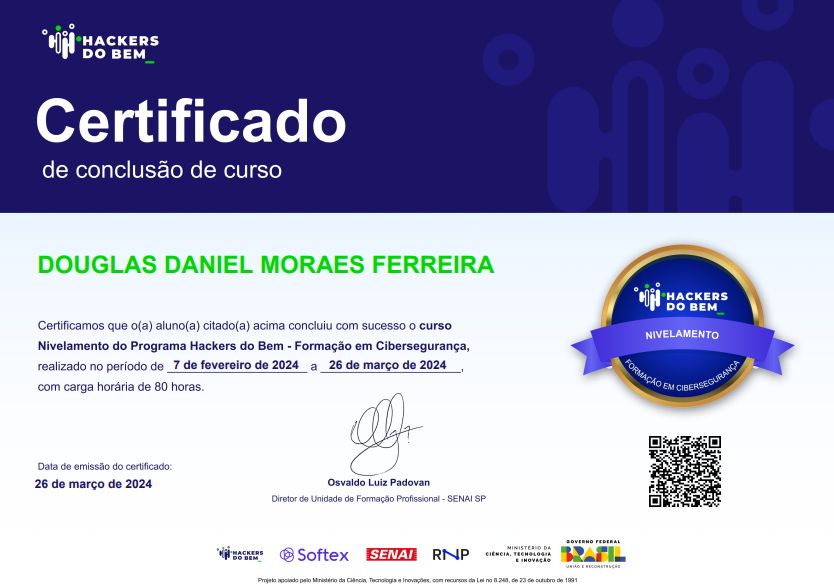 HACKERS
DO BEM_
Certificado
de conclusão de curso
DOUGLAS DANIEL MORAES FERREIRA
Certificamos que o(a) aluno(a) citado(a) acima concluiu com sucesso o curso
Nivelamento do Programa Hackers do Bem - Formação em Cibersegurança,
realizado no período de 7 de fevereiro de 2024 a 26 de março de 2024,
com carga horária de 80 horas.
HACKERS
DO BEM_
NIVELAMENTO
FORMAÇÃO EM CIBERSEGURANÇA
Data de emissão do certificado:
26 de março de 2024
Osvaldo Luiz Padovan
Diretor de Unidade de Formação Profissional - SENAI SP
HACKERS
DO BEM_
Softex
SENAI
RNP
MINISTÉRIO DA
CIÊNCIA, TECNOLOGIA
E INOVAÇÃO
GOVERNO FEDERAL
BRASIL
UNIÃO E RECONSTRUÇÃO
Projeto apoiado pelo Ministério da Ciência, Tecnologia e Inovações, com recursos da Lei no 8.248, de 23 de outubro de 1991